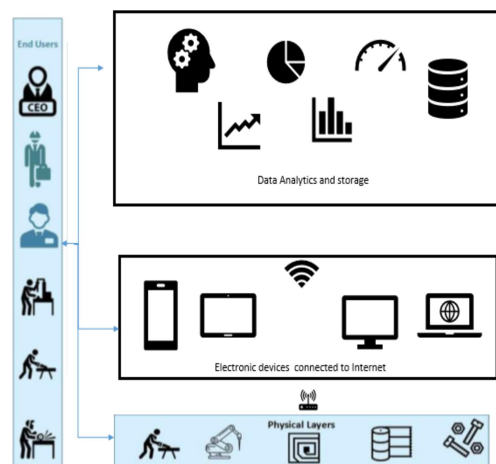 End Users
CEO
Data Analytics and storage
Electronic devices connected to Internet
Physical Layers